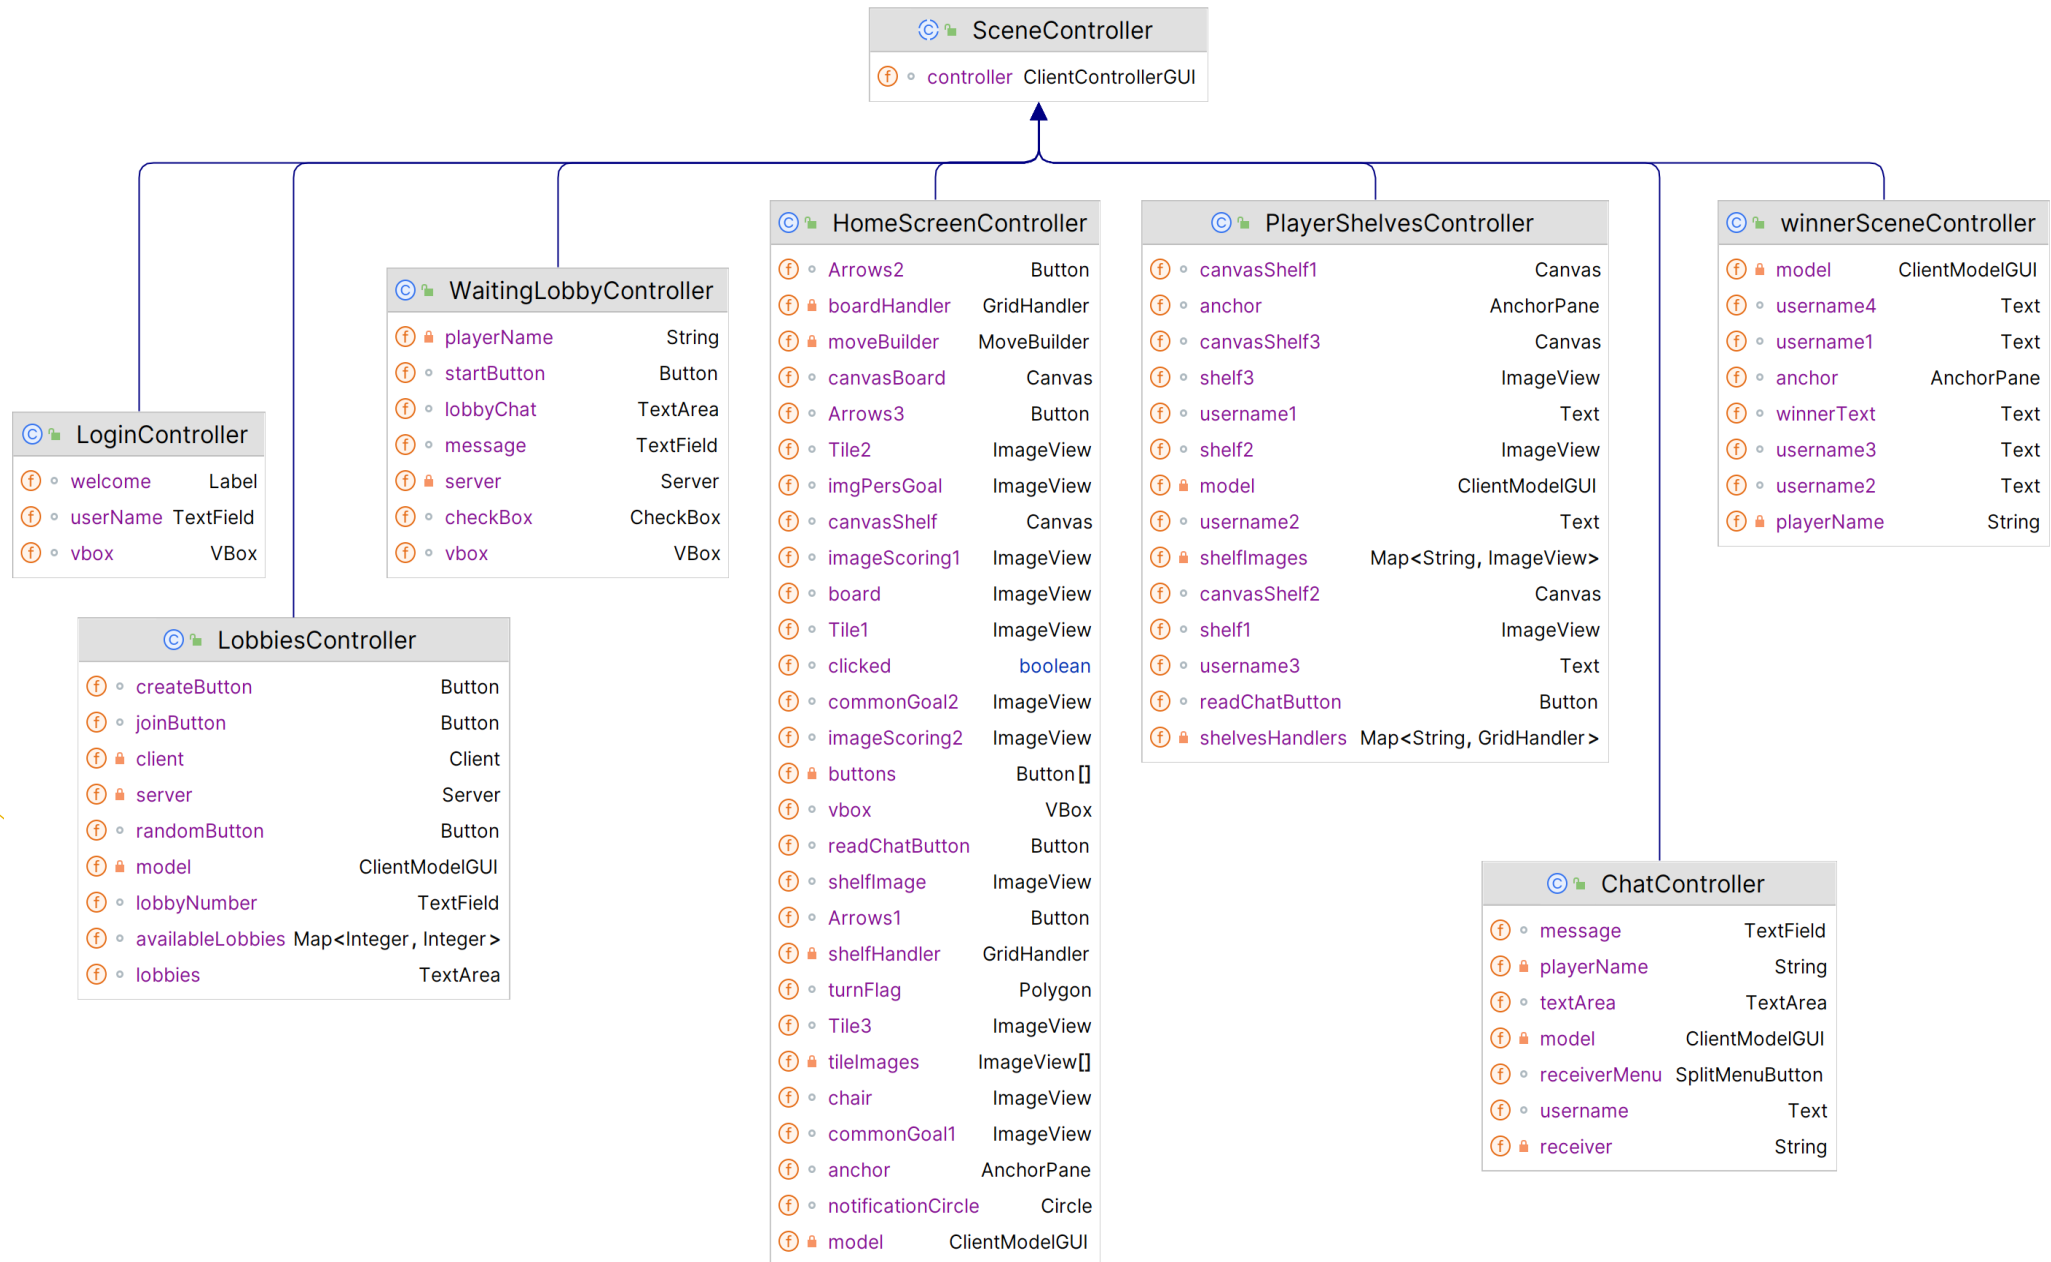 SceneController
controller ClientControllerGUI
LoginController
welcome Label
userName TextField
vbox VBox
LobbiesController
createButton Button
joinButton Button
client Client
server Server
randomButton Button
model ClientModelGUI
lobbyNumber TextField
availableLobbies Map<Integer, Integer>
lobbies TextArea
WaitingLobbyController
playerName String
startButton Button
lobbyChat TextArea
message TextField
server Server
checkBox CheckBox
vbox VBox
HomeScreenController
Arrows2 Button
boardHandler GridHandler
moveBuilder MoveBuilder
canvasBoard Canvas
Arrows3 Button
Tile2 ImageView
imgPersGoal ImageView
canvasShelf Canvas
imageScoring1 ImageView
board ImageView
Tile1 ImageView
clicked boolean
commonGoal2 ImageView
imageScoring2 ImageView
buttons Button[]
vbox VBox
readChatButton Button
shelfImage ImageView
Arrows1 Button
shelfHandler GridHandler
turnFlag Polygon
Tile3 ImageView
tileImages ImageView[]
chair ImageView
commonGoal1 ImageView
anchor AnchorPane
notificationCircle Circle
model ClientModelGUI
PlayerShelvesController
canvasShelf1 Canvas
anchor AnchorPane
canvasShelf3 Canvas
shelf3 ImageView
username1 Text
shelf2 ImageView
model ClientModelGUI
username2 Text
shelfImages Map<String, ImageView>
canvasShelf2 Canvas
shelf1 ImageView
username3 Text
readChatButton Button
shelvesHandlers Map<String, GridHandler>
winnerSceneController
model ClientModelGUI
username4 Text
username1 Text
anchor AnchorPane
winnerText Text
username3 Text
username2 Text
playerName String
ChatController
message TextField
playerName String
textArea TextArea
model ClientModelGUI
receiverMenu SplitMenuButton
username Text
receiver String